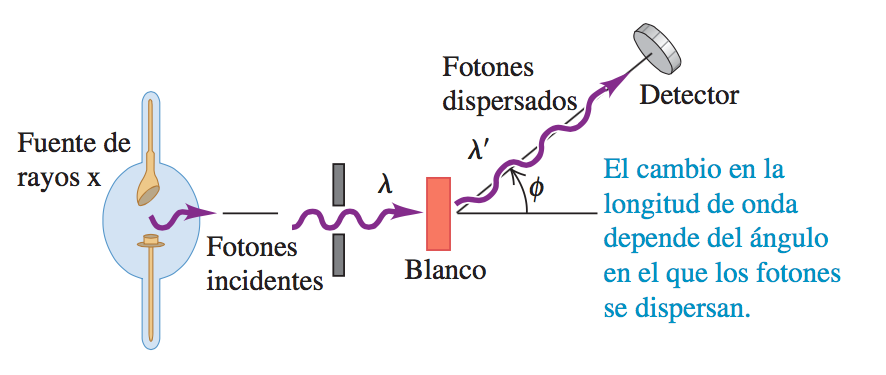 Fuente de
rayos x
Fotones
incidentes
λ
Blanco
Fotones
dispersados
λ′
ϕ
Detector
El cambio en la
longitud de onda
depende del ángulo
en el que los fotones
se dispersan.